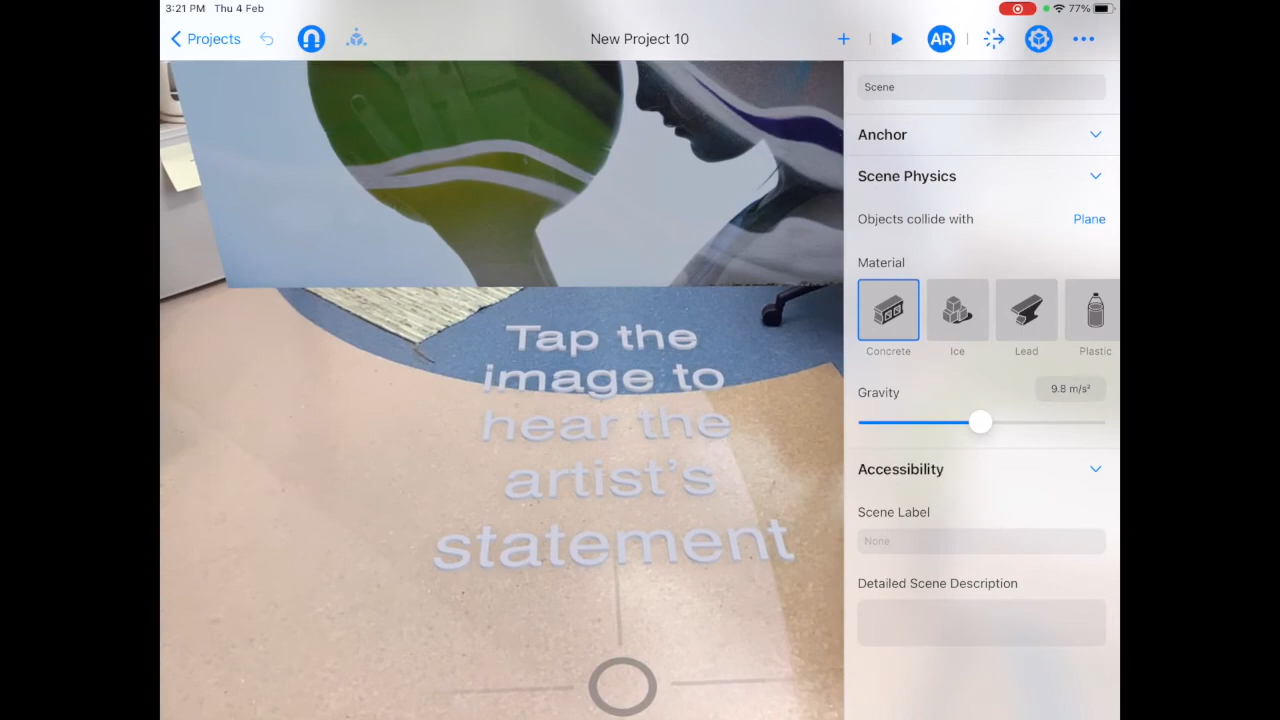 3:21 PM Thu 4 Feb
77%
Projects
New Project 10
AR
Scene
Anchor
Scene Physics
Objects collide with Plane
Material
Concrete Ice Lead Plastic
Gravity 9.8 m/s²
Accessibility
Scene Label
None
Detailed Scene Description
Tap the
image to
hear the
artist's
statement